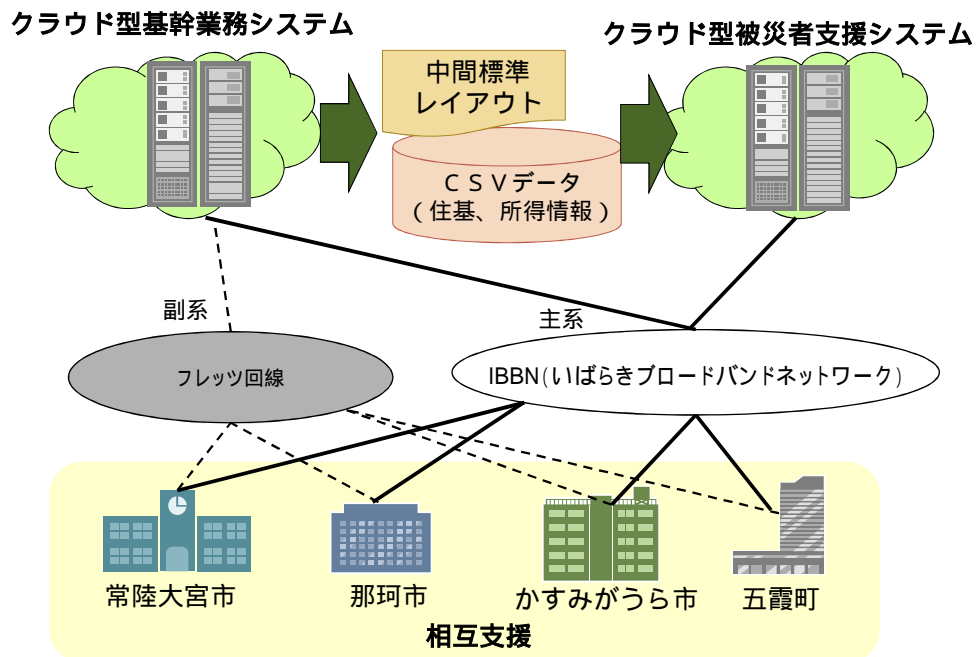 クラウド型基幹業務システム
クラウド型被災者支援システム
中間標準
レイアウト
ＣＳＶデータ
（住基、所得情報）
副系
主系
フレッツ回線
IBBN(いばらきブロードバンドネットワーク)
常陸大宮市
那珂市
かすみがうら市
五霞町
相互支援